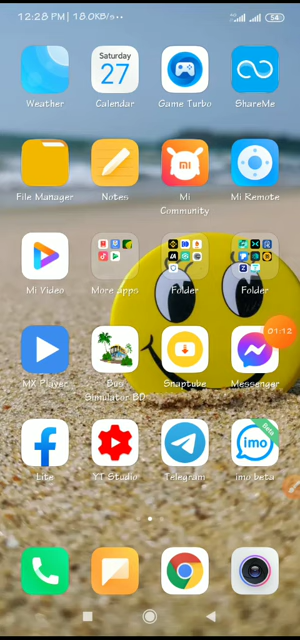 12:28 PM | 18.0KB/s
54
Saturday
27
Weather
Calendar
Game Turbo
ShareMe
File Manager
Notes
Mi
Community
Mi Remote
Mi Video
More apps
Folder
Folder
01:12
MX Player
Bus
Simulator BD
Snaptube
Messenger
Beta
imo
Lite
YT Studio
Telegram
imo beta